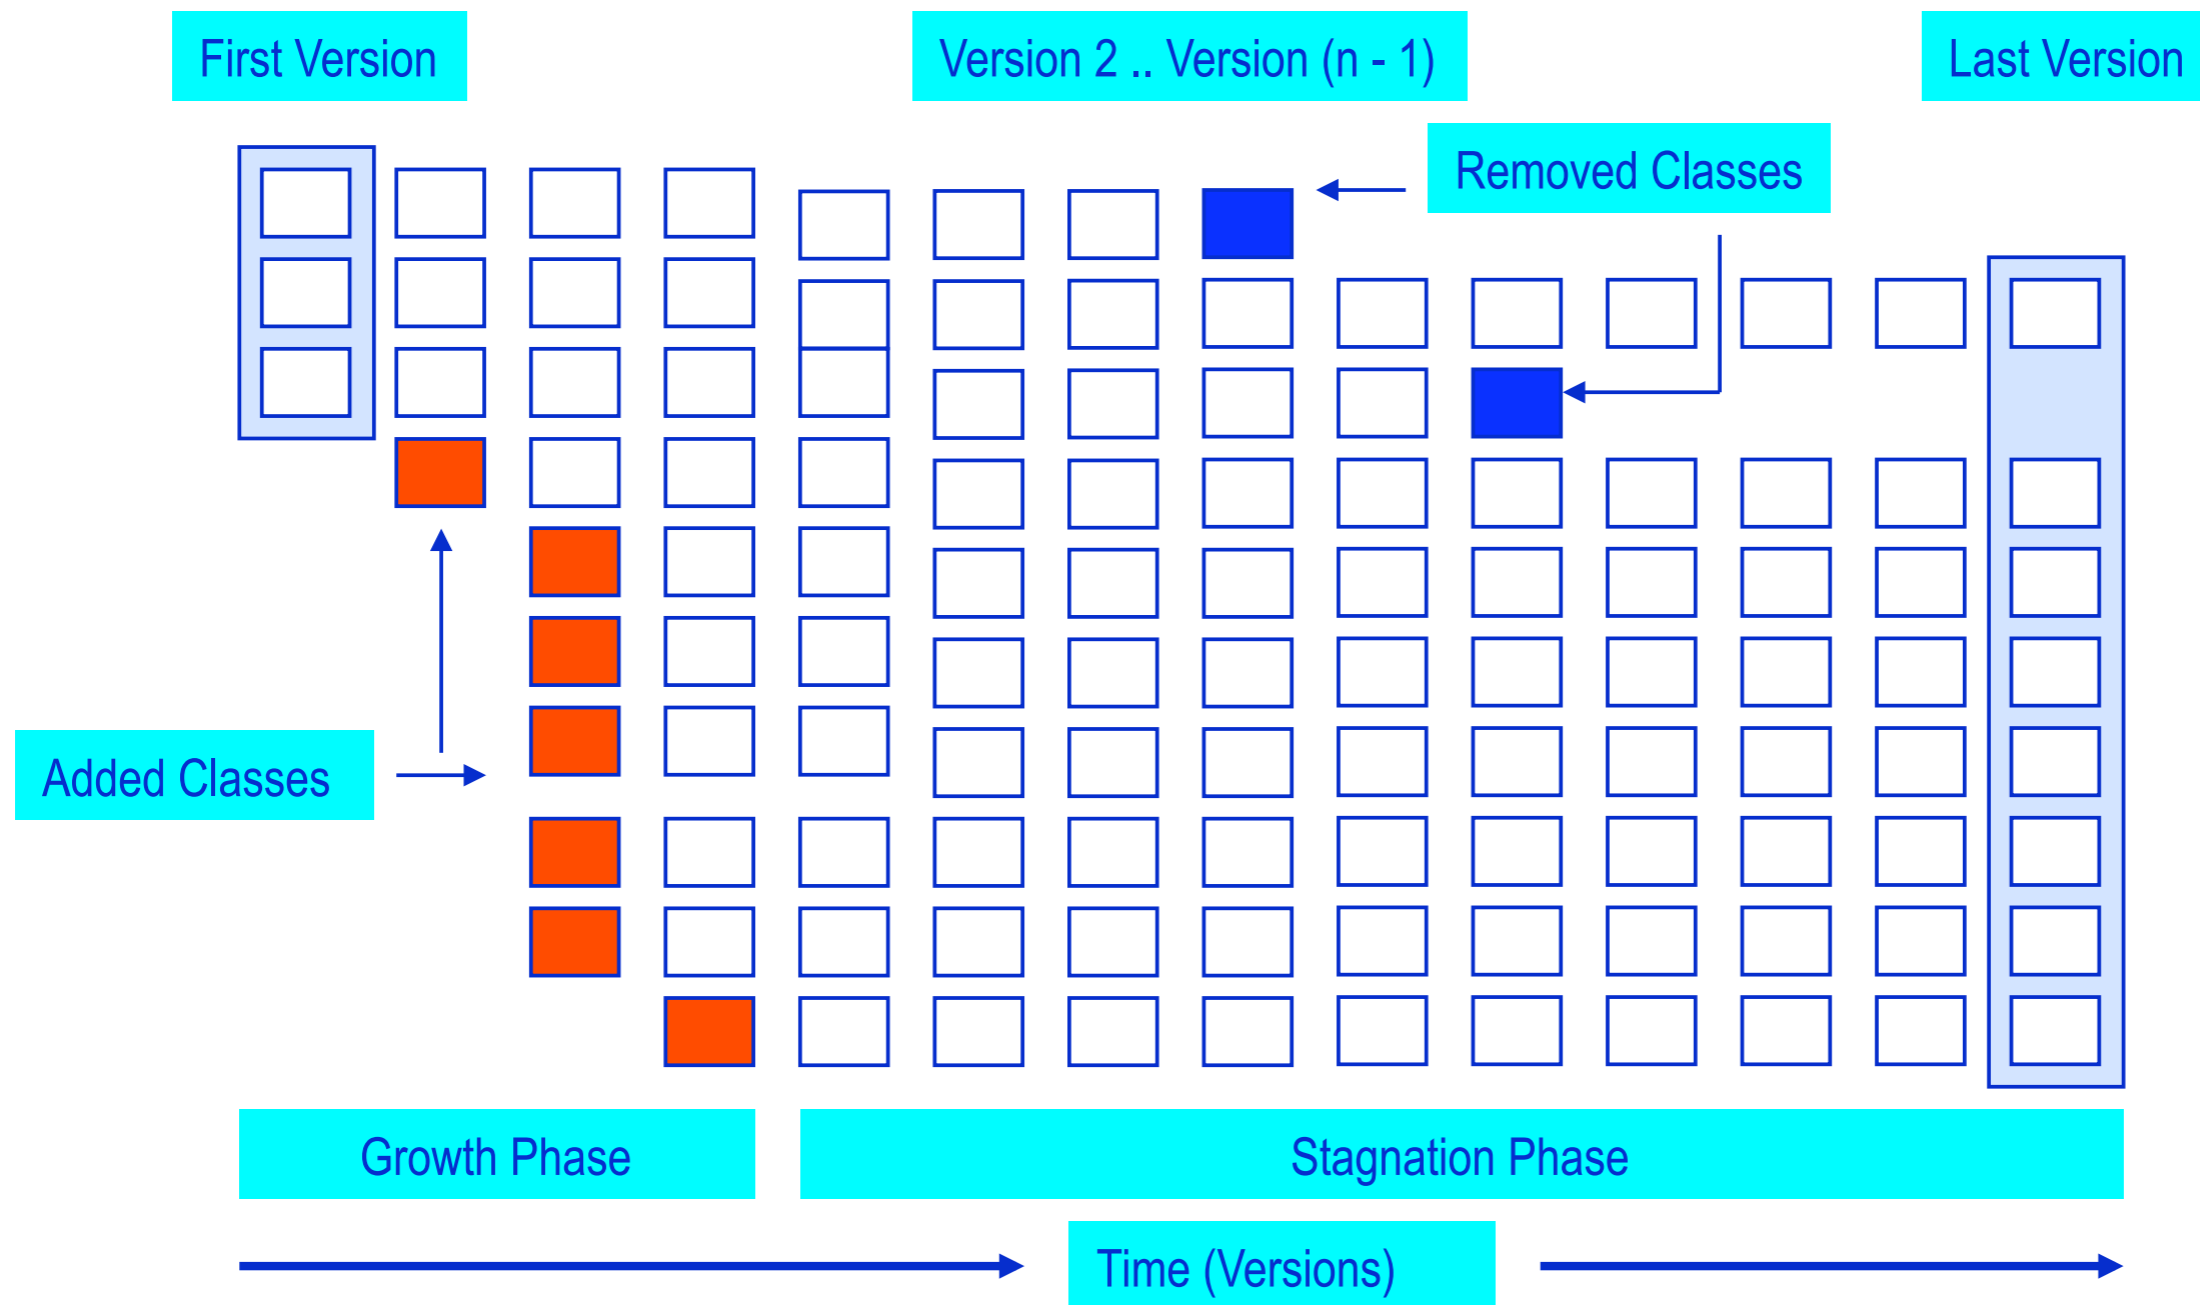 First Version
Version 2 .. Version (n - 1)
Last Version
Removed Classes
Added Classes
Growth Phase
Stagnation Phase
Time (Versions)